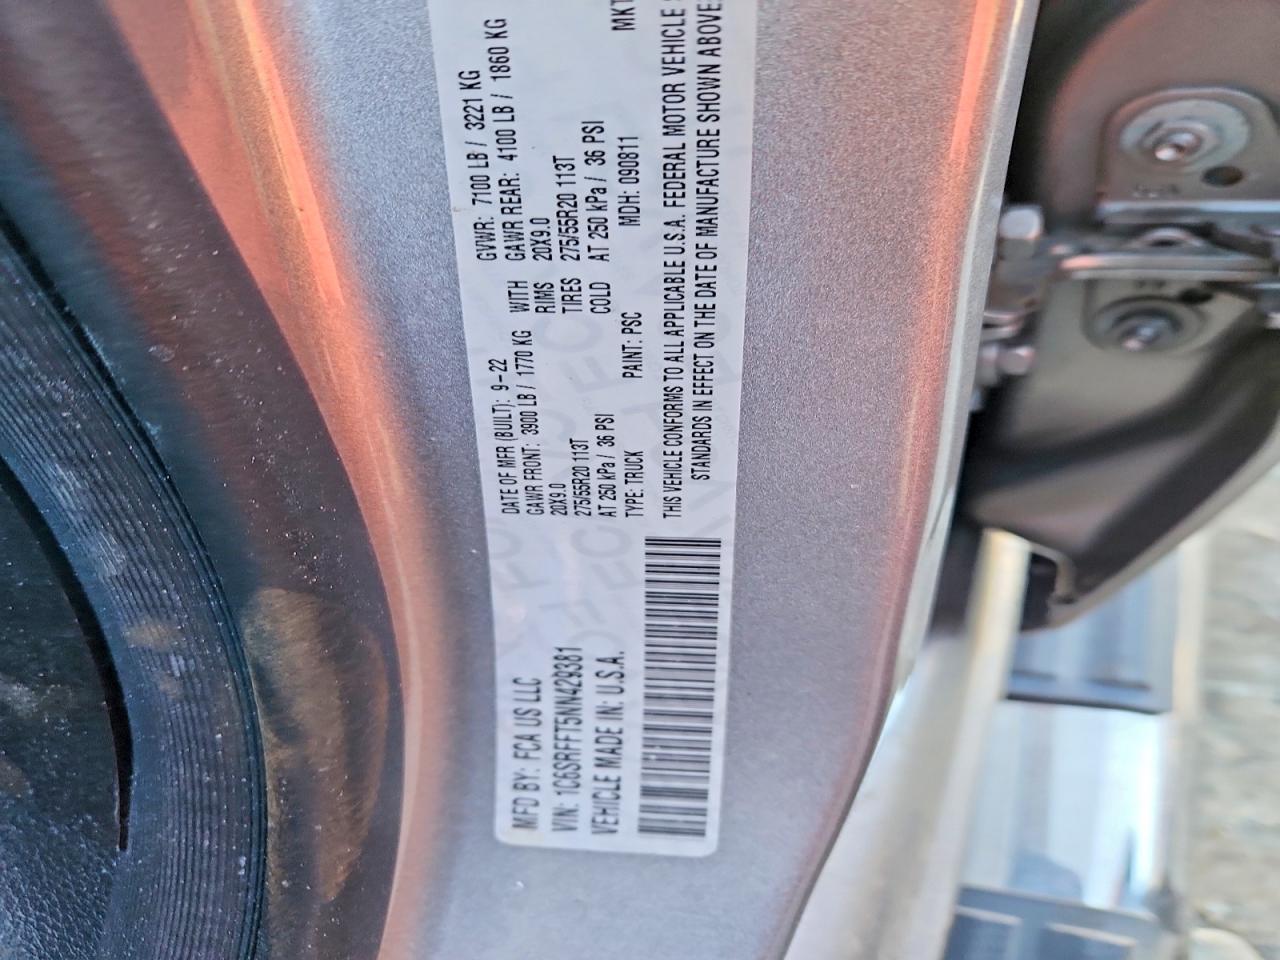 MFD BY: FCA US LLC
DATE OF MFR (BUILT): 9-22
GVWR: 7100 LB / 3221 KG
GAWR FRONT: 3900 LB / 1770 KG WITH
GAWR REAR: 4100 LB / 1860 KG
20X9.0 RIMS 20X9.0
275/55R20 113T TIRES 275/55R20 113T
AT 250 kPa / 36 PSI COLD AT 250 kPa / 36 PSI
VIN: 1C6SRFFT5NN429381
TYPE: TRUCK PAINT: PSC MDH: 090811 MKT
VEHICLE MADE IN: U.S.A.
THIS VEHICLE CONFORMS TO ALL APPLICABLE U.S.A. FEDERAL MOTOR VEHICLE
STANDARDS IN EFFECT ON THE DATE OF MANUFACTURE SHOWN ABOVE.